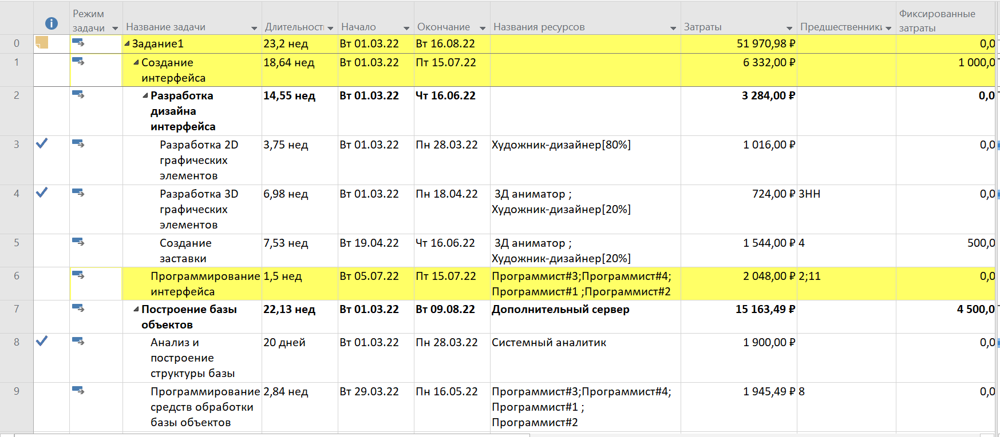 Режим задачи Название задачи Длительность Начало Окончание Названия ресурсов Затраты Предшественники Фиксированные затраты
0 Задание1 23,2 нед Вт 01.03.22 Вт 16.08.22 51 970,98 ₽ 0,0
1 Создание интерфейса 18,64 нед Вт 01.03.22 Пт 15.07.22 6 332,00 ₽ 1 000,0
2 Разработка дизайна интерфейса 14,55 нед Вт 01.03.22 Чт 16.06.22 3 284,00 ₽ 0,0
3 Разработка 2D графических элементов 3,75 нед Вт 01.03.22 Пн 28.03.22 Художник-дизайнер[80%] 1 016,00 ₽ 0,0
4 Разработка 3D графических элементов 6,98 нед Вт 01.03.22 Пн 18.04.22 3Д аниматор ; Художник-дизайнер[20%] 724,00 ₽ 3НН 0,0
5 Создание заставки 7,53 нед Вт 19.04.22 Чт 16.06.22 3Д аниматор ; Художник-дизайнер[20%] 1 544,00 ₽ 4 500,0
6 Программирование интерфейса 1,5 нед Вт 05.07.22 Пт 15.07.22 Программист#3;Программист#4; Программист#1 ;Программист#2 2 048,00 ₽ 2;11 0,0
7 Построение базы объектов 22,13 нед Вт 01.03.22 Вт 09.08.22 Дополнительный сервер 15 163,49 ₽ 4 500,0
8 Анализ и построение структуры базы 20 дней Вт 01.03.22 Пн 28.03.22 Системный аналитик 1 900,00 ₽ 0,0
9 Программирование средств обработки базы объектов 2,84 нед Вт 29.03.22 Пн 16.05.22 Программист#3;Программист#4; Программист#1 ; Программист#2 1 945,49 ₽ 8 0,0